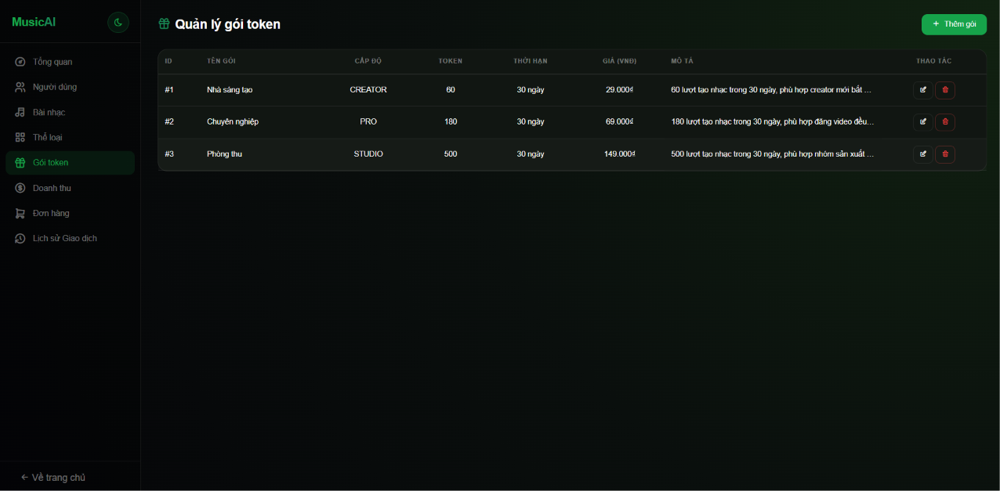 MusicAI
Quản lý gói token
+ Thêm gói
Tổng quan
Người dùng
Bài nhạc
Thể loại
Gói token
Doanh thu
Đơn hàng
Lịch sử Giao dịch
ID TÊN GÓI CẤP ĐỘ TOKEN THỜI HẠN GIÁ (VNĐ) MÔ TẢ THAO TÁC
#1 Nhà sáng tạo CREATOR 60 30 ngày 29.000₫ 60 lượt tạo nhạc trong 30 ngày, phù hợp creator mới bắt ...
#2 Chuyên nghiệp PRO 180 30 ngày 69.000₫ 180 lượt tạo nhạc trong 30 ngày, phù hợp đăng video đều...
#3 Phòng thu STUDIO 500 30 ngày 149.000₫ 500 lượt tạo nhạc trong 30 ngày, phù hợp nhóm sản xuất ...
← Về trang chủ